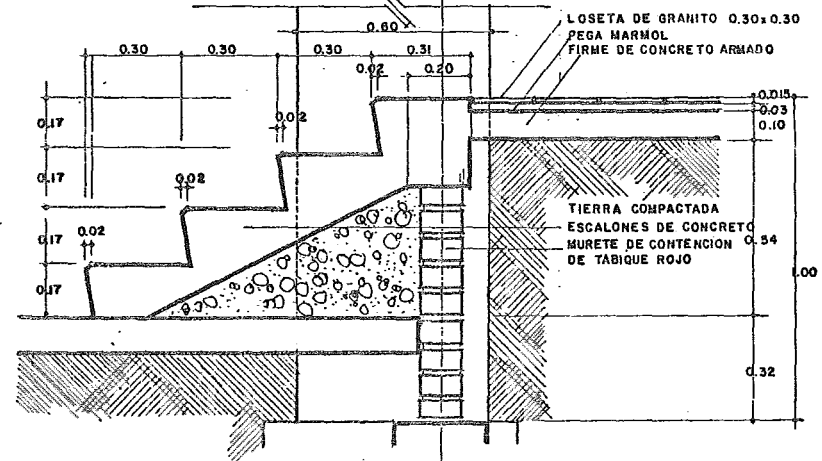 LOSETA DE GRANITO 0.30x0.30
PEGA MARMOL
FIRME DE CONCRETO ARMADO
0.60
0.30 0.30 0.30 0.31
0.02 0.20
0.015
0.03
0.10
0.17
0.02
0.17
0.02
TIERRA COMPACTADA
ESCALONES DE CONCRETO
MURETE DE CONTENCION
DE TABIQUE ROJO
0.17
0.02
0.54
0.17
1.00
0.32